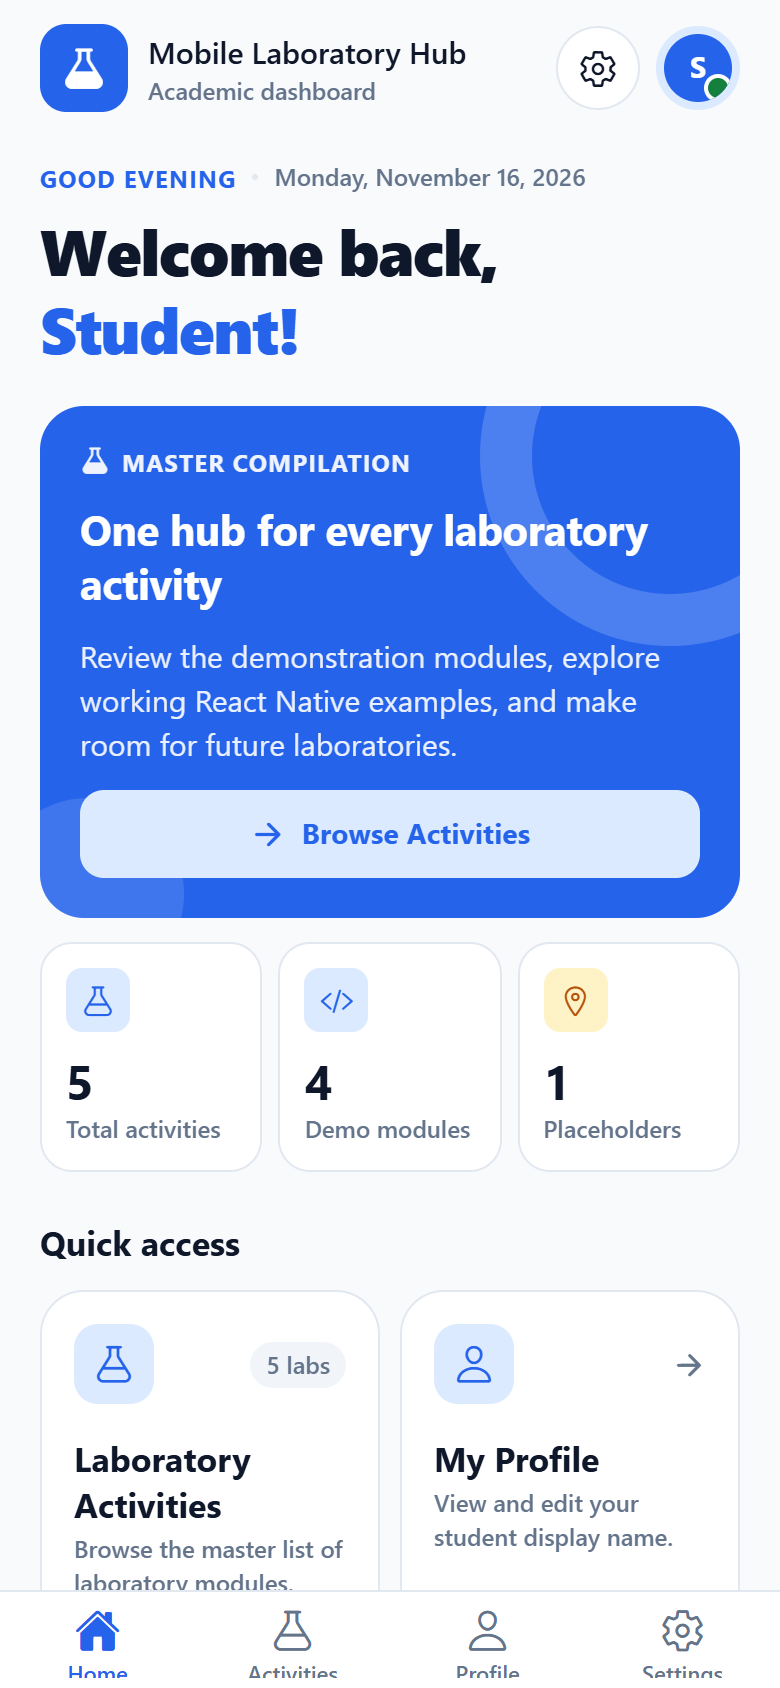 Mobile Laboratory Hub
Academic dashboard
S
GOOD EVENING • Monday, November 16, 2026
Welcome back,
Student!
MASTER COMPILATION
One hub for every laboratory
activity
Review the demonstration modules, explore
working React Native examples, and make
room for future laboratories.
Browse Activities
5
Total activities
4
Demo modules
1
Placeholders
Quick access
5 labs
Laboratory
Activities
Browse the master list of
laboratory modules.
My Profile
View and edit your
student display name.
Home
Activities
Profile
Settings